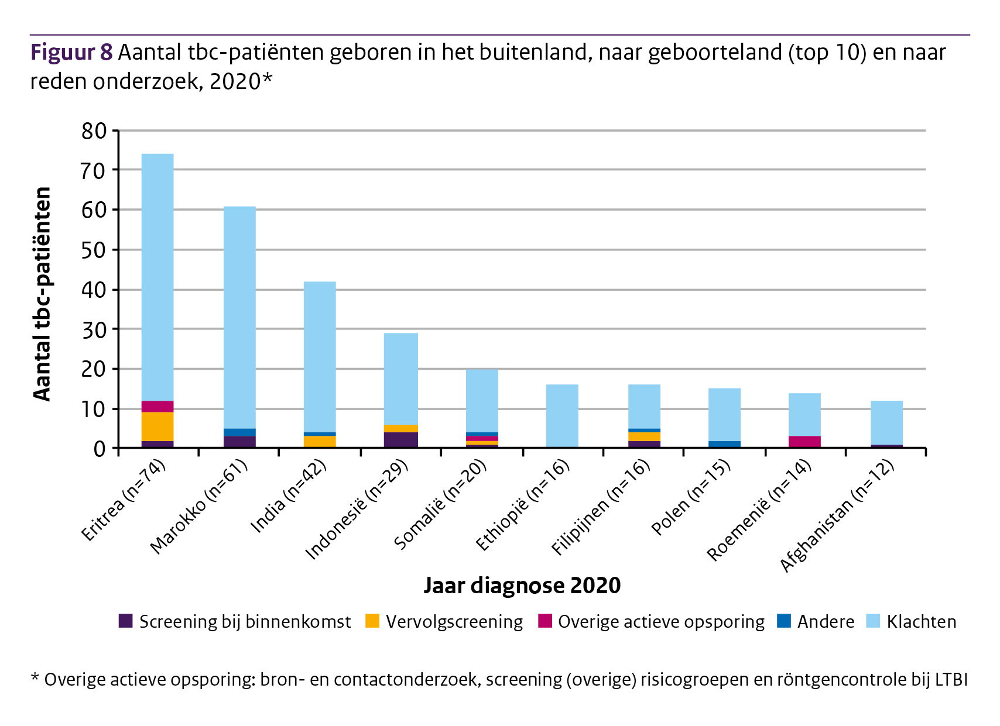 Figuur 8 Aantal tbc-patiënten geboren in het buitenland, naar geboorteland (top 10) en naar
reden onderzoek, 2020*
Aantal tbc-patiënten
80
70
60
50
40
30
20
10
0
Eritrea (n=74)
Marokko (n=61)
India (n=42)
Indonesië (n=29)
Somalië (n=20)
Ethiopië (n=16)
Filipijnen (n=16)
Polen (n=15)
Roemenië (n=14)
Afghanistan (n=12)
Jaar diagnose 2020
Screening bij binnenkomst Vervolgscreening Overige actieve opsporing Andere Klachten
* Overige actieve opsporing: bron- en contactonderzoek, screening (overige) risicogroepen en röntgencontrole bij LTBI